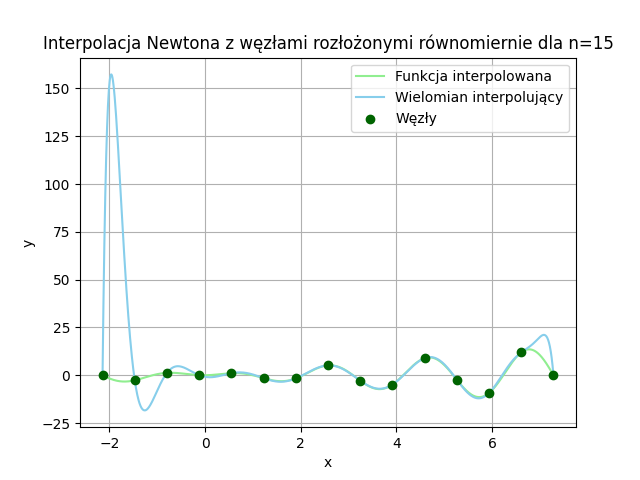 Interpolacja Newtona z węzłami rozłożonymi równomiernie dla n=15
Funkcja interpolowana
Wielomian interpolujący
Węzły
150
125
100
75
50
25
0
−25
y
−2
0
2
4
6
x